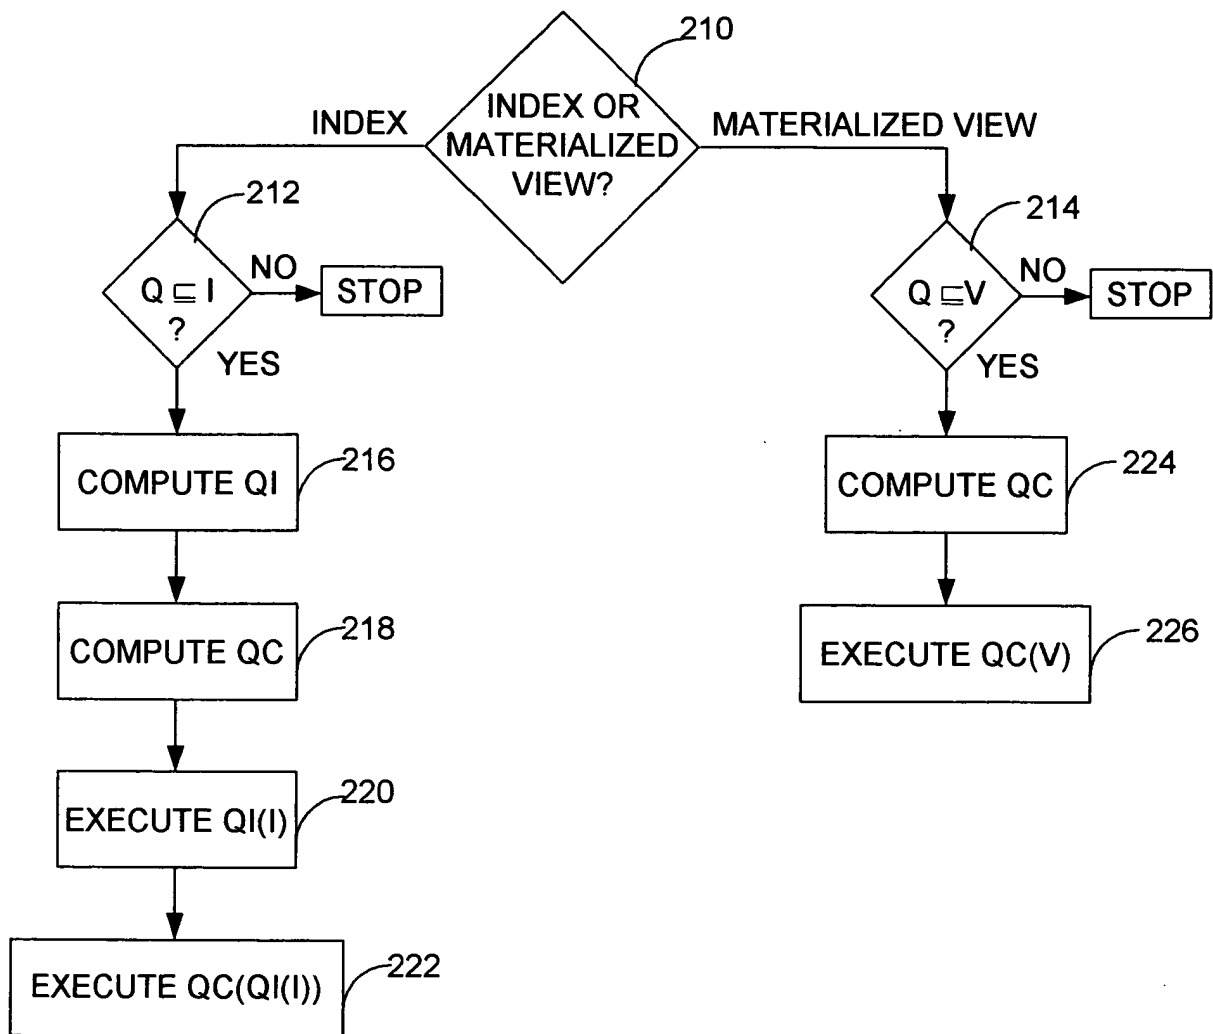 210
INDEX OR
MATERIALIZED
VIEW?
INDEX
MATERIALIZED VIEW
212
Q ⊑ I
?
NO
STOP
YES
214
Q ⊑V
?
NO
STOP
YES
COMPUTE QI
216
COMPUTE QC
218
EXECUTE QI(I)
220
EXECUTE QC(QI(I))
222
COMPUTE QC
224
EXECUTE QC(V)
226